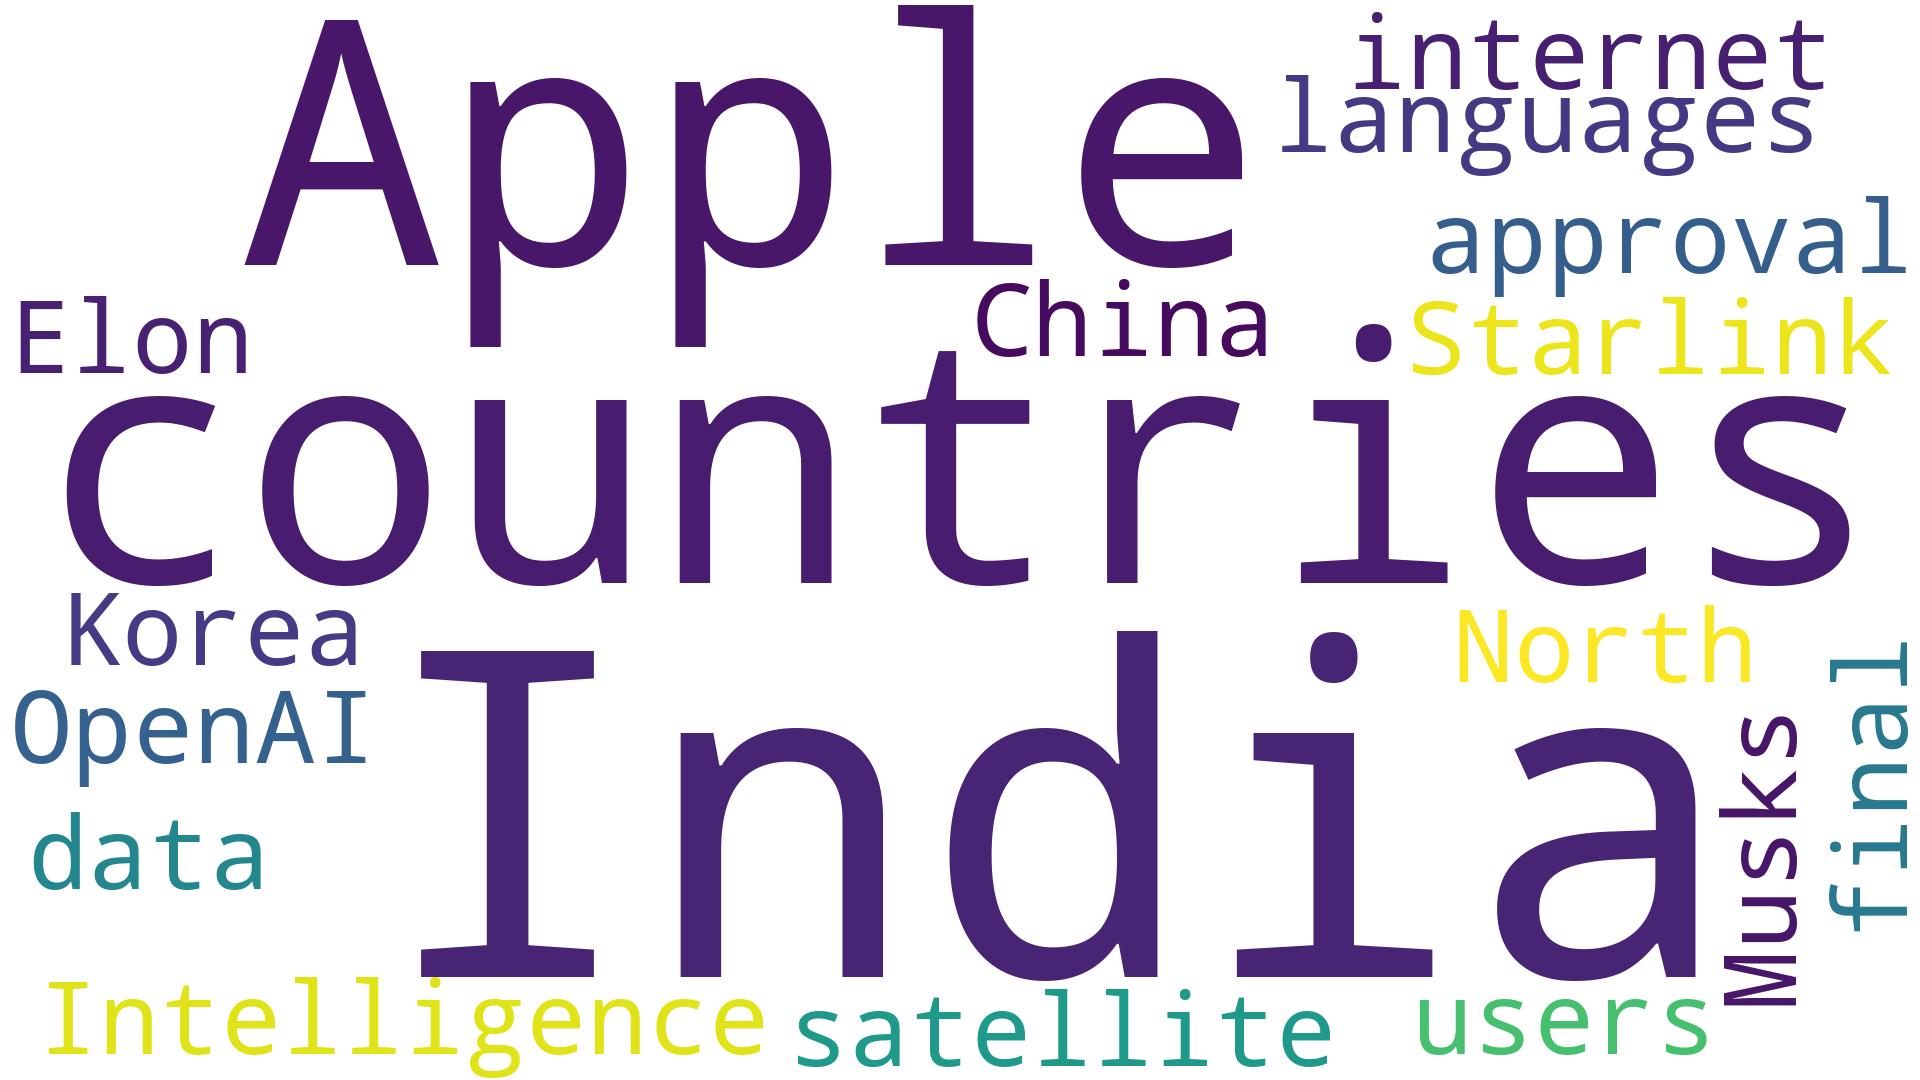 Apple
internet
languages
approval
Elon
China
Starlink
countries
Korea
North
OpenAI
India
final
Musks
data
Intelligence
satellite
users